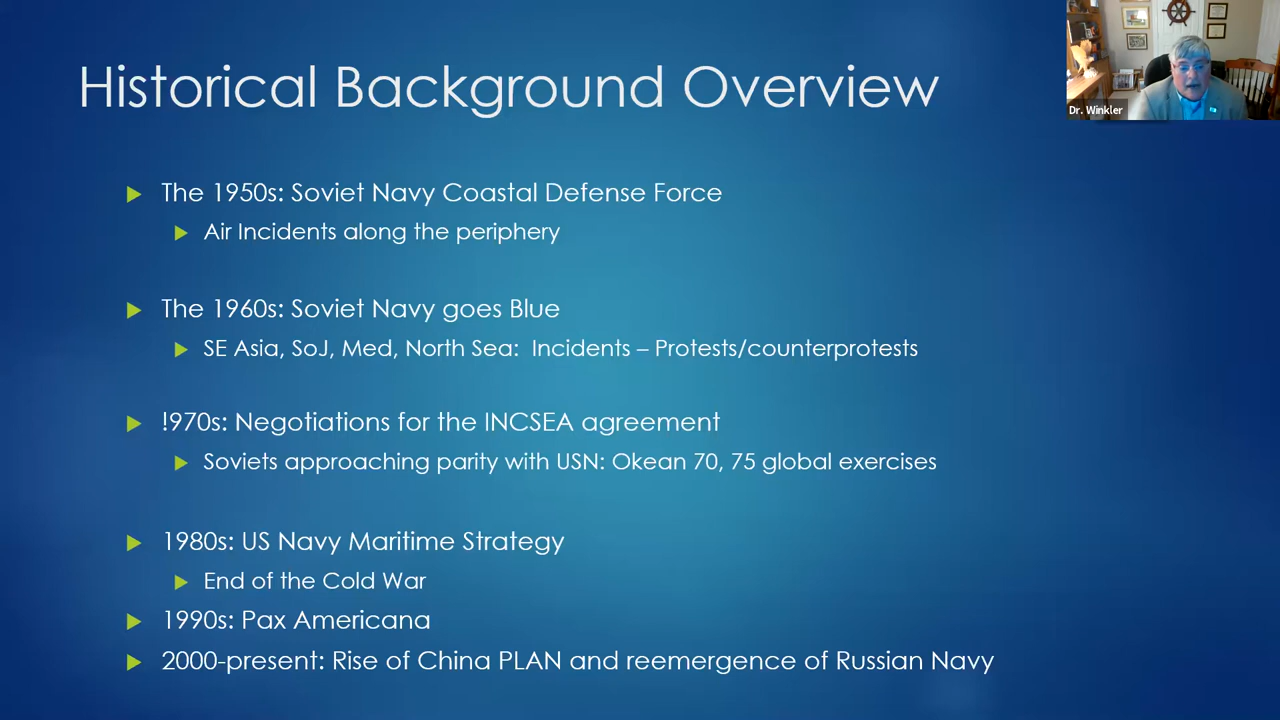 Historical Background Overview
Dr. Winkler
The 1950s: Soviet Navy Coastal Defense Force
Air Incidents along the periphery
The 1960s: Soviet Navy goes Blue
SE Asia, SoJ, Med, North Sea:  Incidents – Protests/counterprotests
!970s: Negotiations for the INCSEA agreement
Soviets approaching parity with USN: Okean 70, 75 global exercises
1980s: US Navy Maritime Strategy
End of the Cold War
1990s: Pax Americana
2000-present: Rise of China PLAN and reemergence of Russian Navy